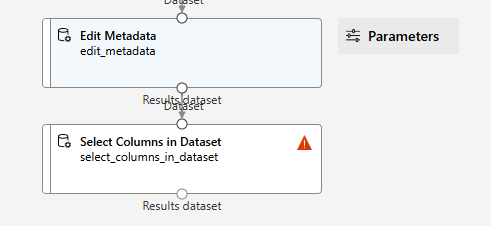 Dataset
Edit Metadata
edit_metadata
Parameters
Results dataset
Dataset
Select Columns in Dataset
select_columns_in_dataset
Results dataset